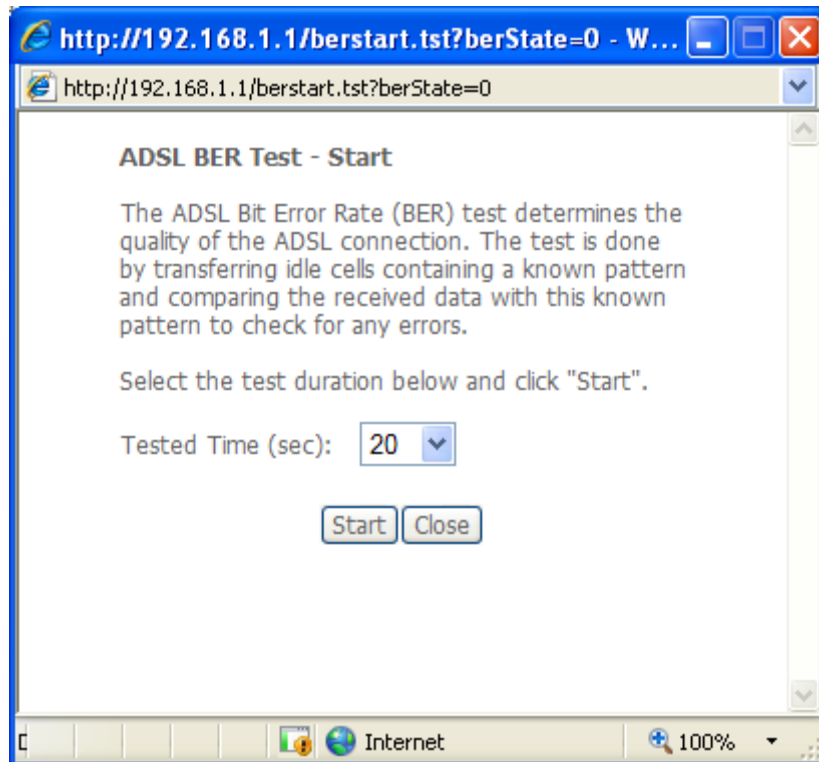 http://192.168.1.1/berstart.tst?berState=0 - W...
http://192.168.1.1/berstart.tst?berState=0
ADSL BER Test - Start
The ADSL Bit Error Rate (BER) test determines the
quality of the ADSL connection. The test is done
by transferring idle cells containing a known pattern
and comparing the received data with this known
pattern to check for any errors.
Select the test duration below and click "Start".
Tested Time (sec): 20
Start Close
Internet 100%